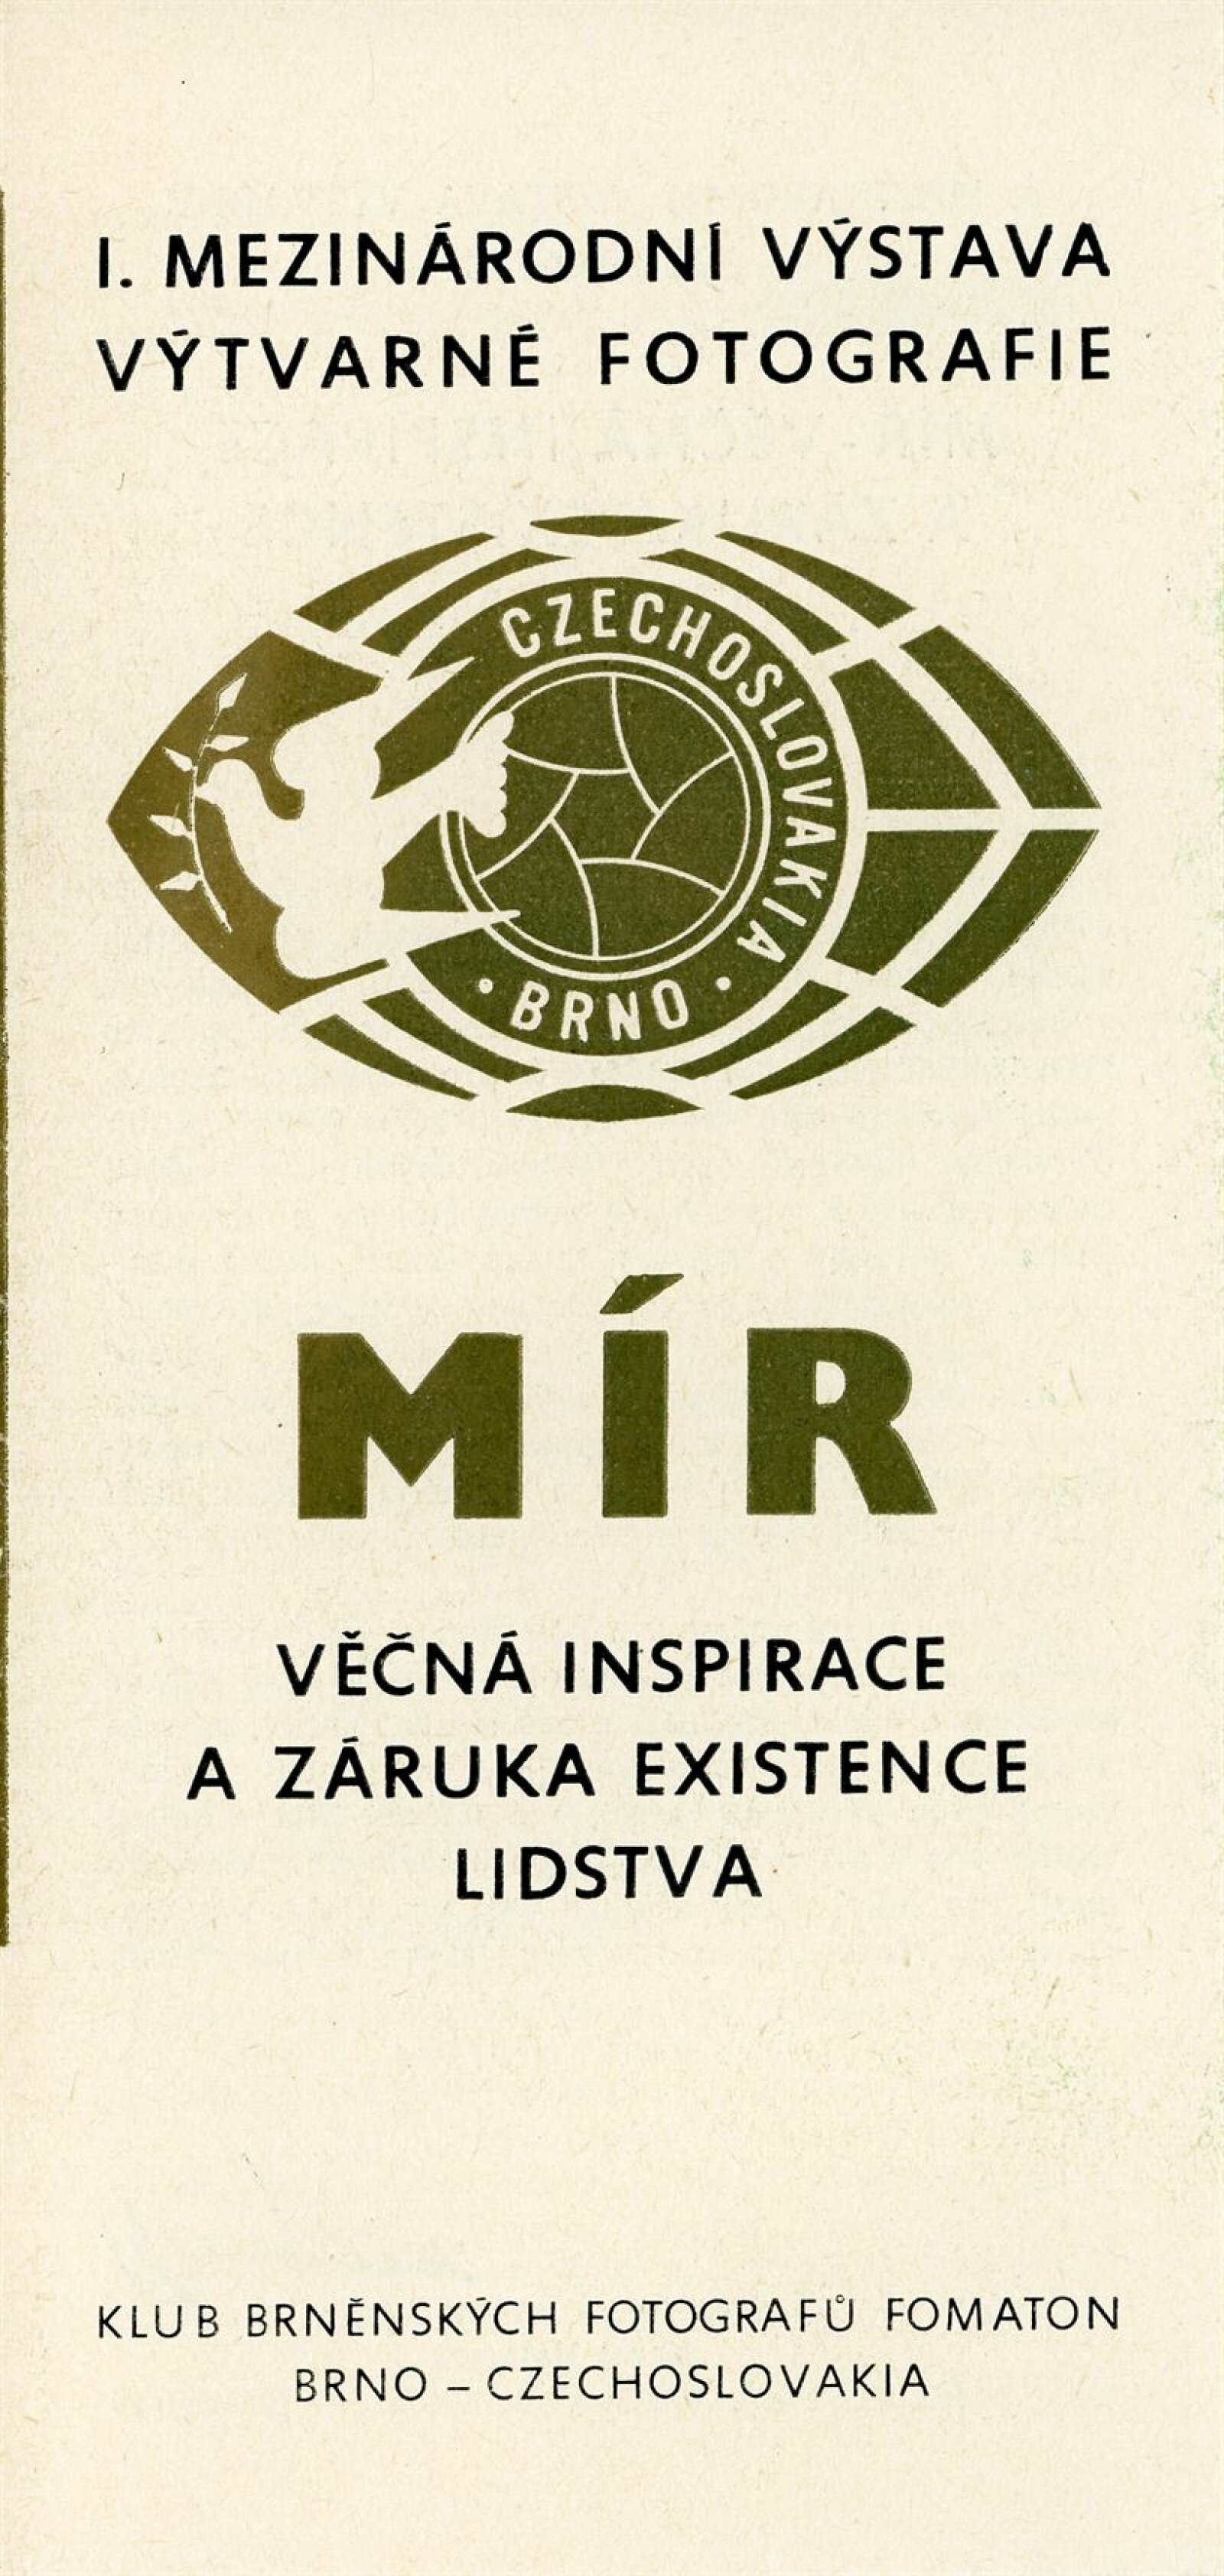 I. MEZINÁRODNÍ VÝSTAVA
VÝTVARNÉ FOTOGRAFIE
CZECHOSLOVAKIA
· BRNO ·
MÍR
VĚČNÁ INSPIRACE
A ZÁRUKA EXISTENCE
LIDSTVA
KLUB BRNĚNSKÝCH FOTOGRAFŮ FOMATON
BRNO – CZECHOSLOVAKIA